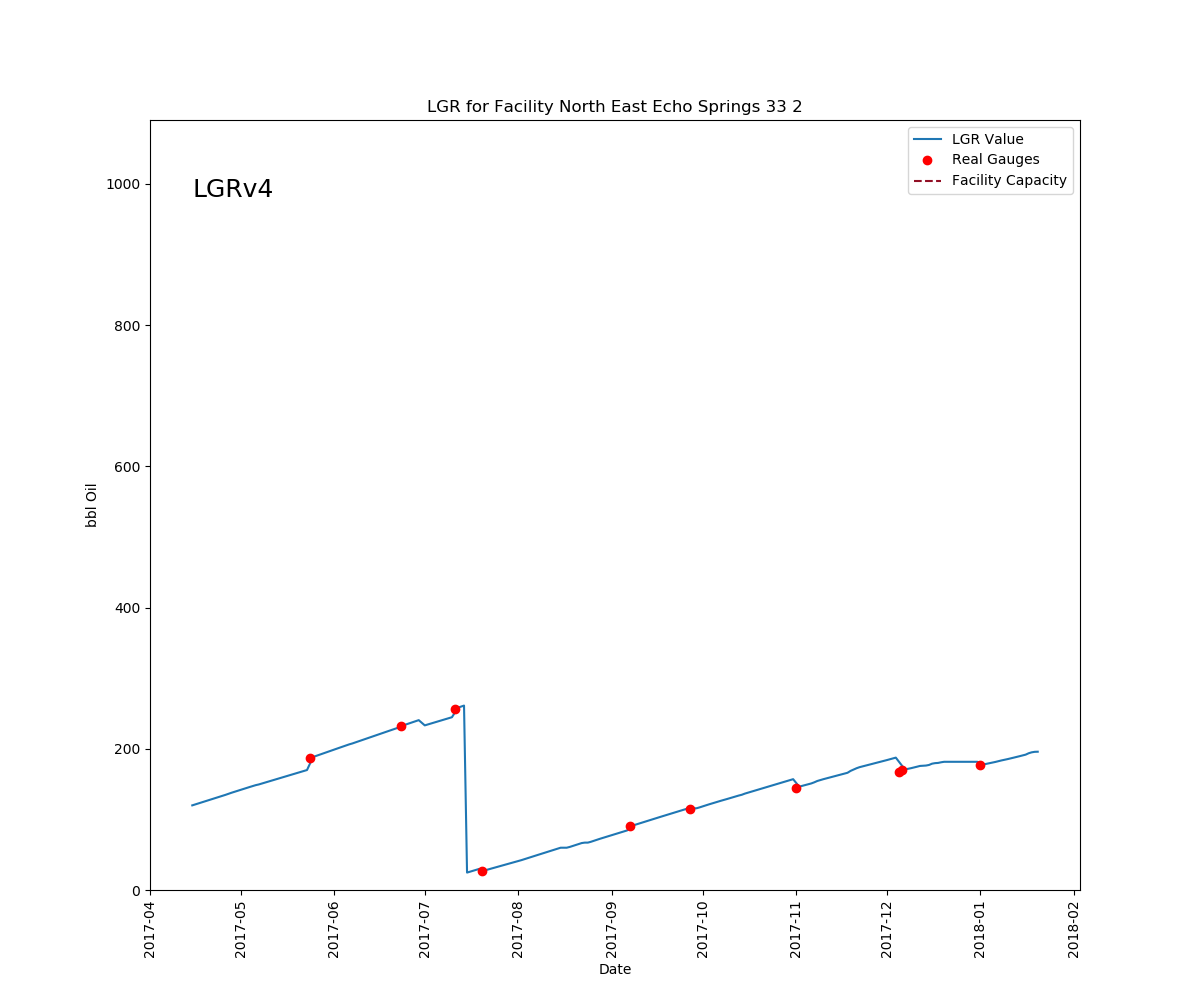 LGR for Facility North East Echo Springs 33 2
LGRv4
LGR Value
Real Gauges
Facility Capacity
bbl Oil
1000
800
600
400
200
0
2017-04
2017-05
2017-06
2017-07
2017-08
2017-09
2017-10
2017-11
2017-12
2018-01
2018-02
Date